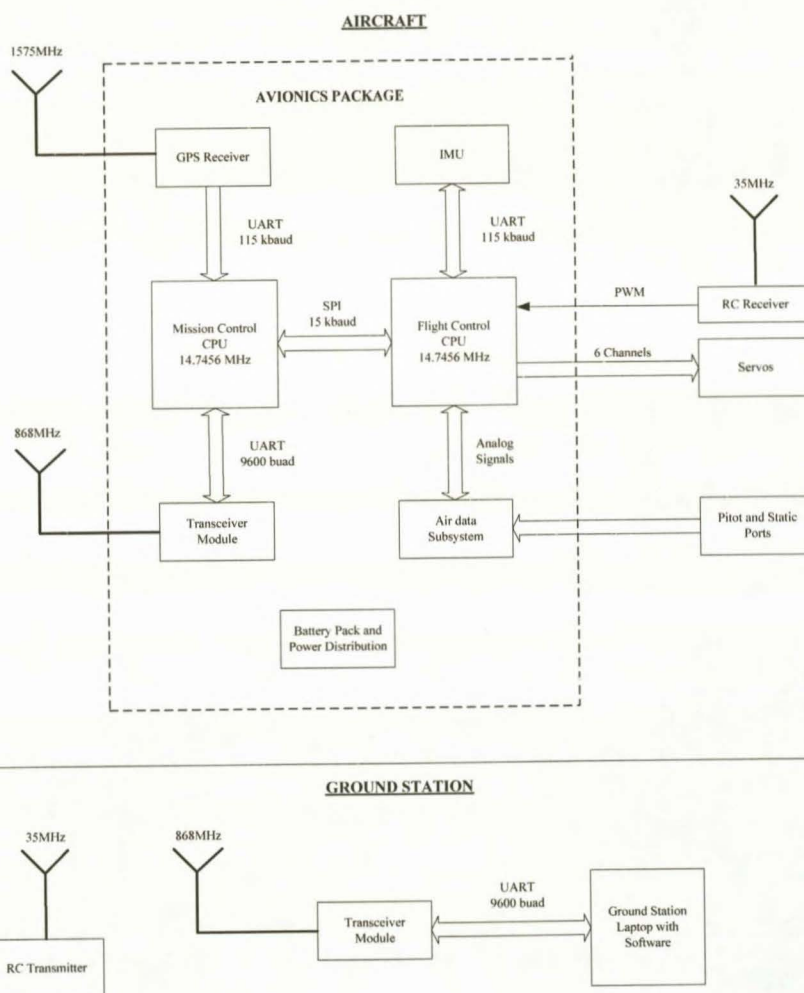 AIRCRAFT
1575MHz
AVIONICS PACKAGE
GPS Receiver
IMU
35MHz
UART
115 kbaud
UART
115 kbaud
PWM
RC Receiver
Mission Control
CPU
14.7456 MHz
SPI
15 kbaud
Flight Control
CPU
14.7456 MHz
6 Channels
Servos
868MHz
UART
9600 buad
Analog
Signals
Transceiver
Module
Air data
Subsystem
Pitot and Static
Ports
Battery Pack and
Power Distribution
GROUND STATION
35MHz
868MHz
UART
9600 buad
Transceiver
Module
Ground Station
Laptop with
Software
RC Transmitter